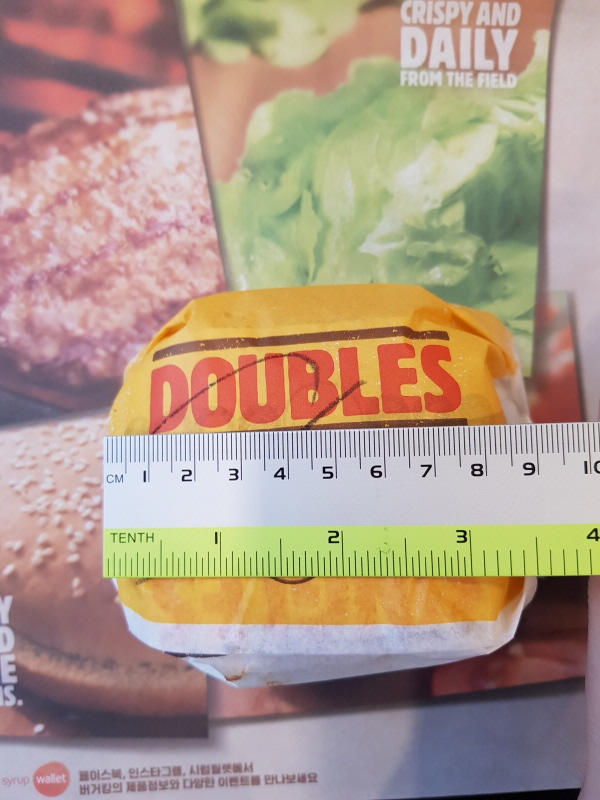 CRISPY AND
DAILY
FROM THE FIELD
DOUBLES
CM 1 2 3 4 5 6 7 8 9 10
TENTH 1 2 3 4
Y
D
E
NS.
syrup wallet
페이스북, 인스타그램, 시럽월렛에서
버거킹의 제품정보와 다양한 이벤트를 만나보세요